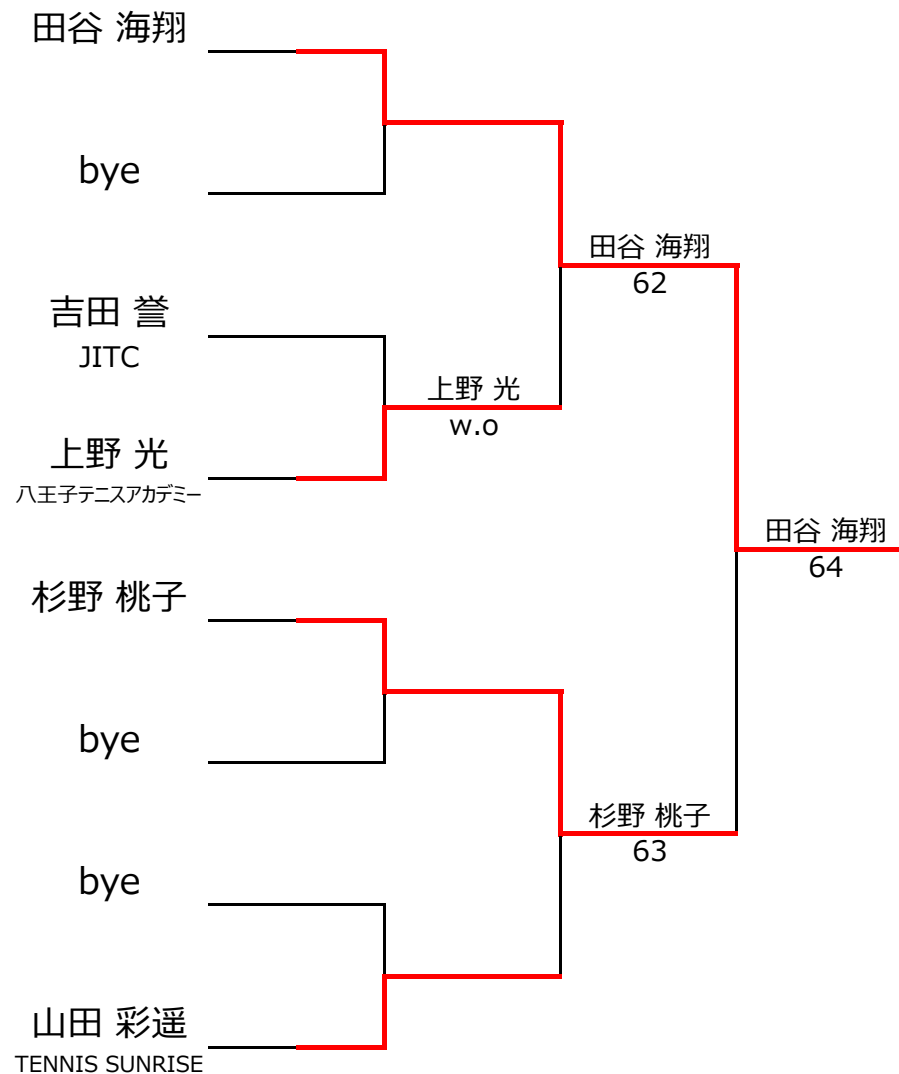 田谷 海翔
bye
吉田 誉
JITC
上野 光
八王子テニスアカデミー
杉野 桃子
bye
bye
山田 彩遥
TENNIS SUNRISE
上野 光
w.o
田谷 海翔
62
杉野 桃子
63
田谷 海翔
64